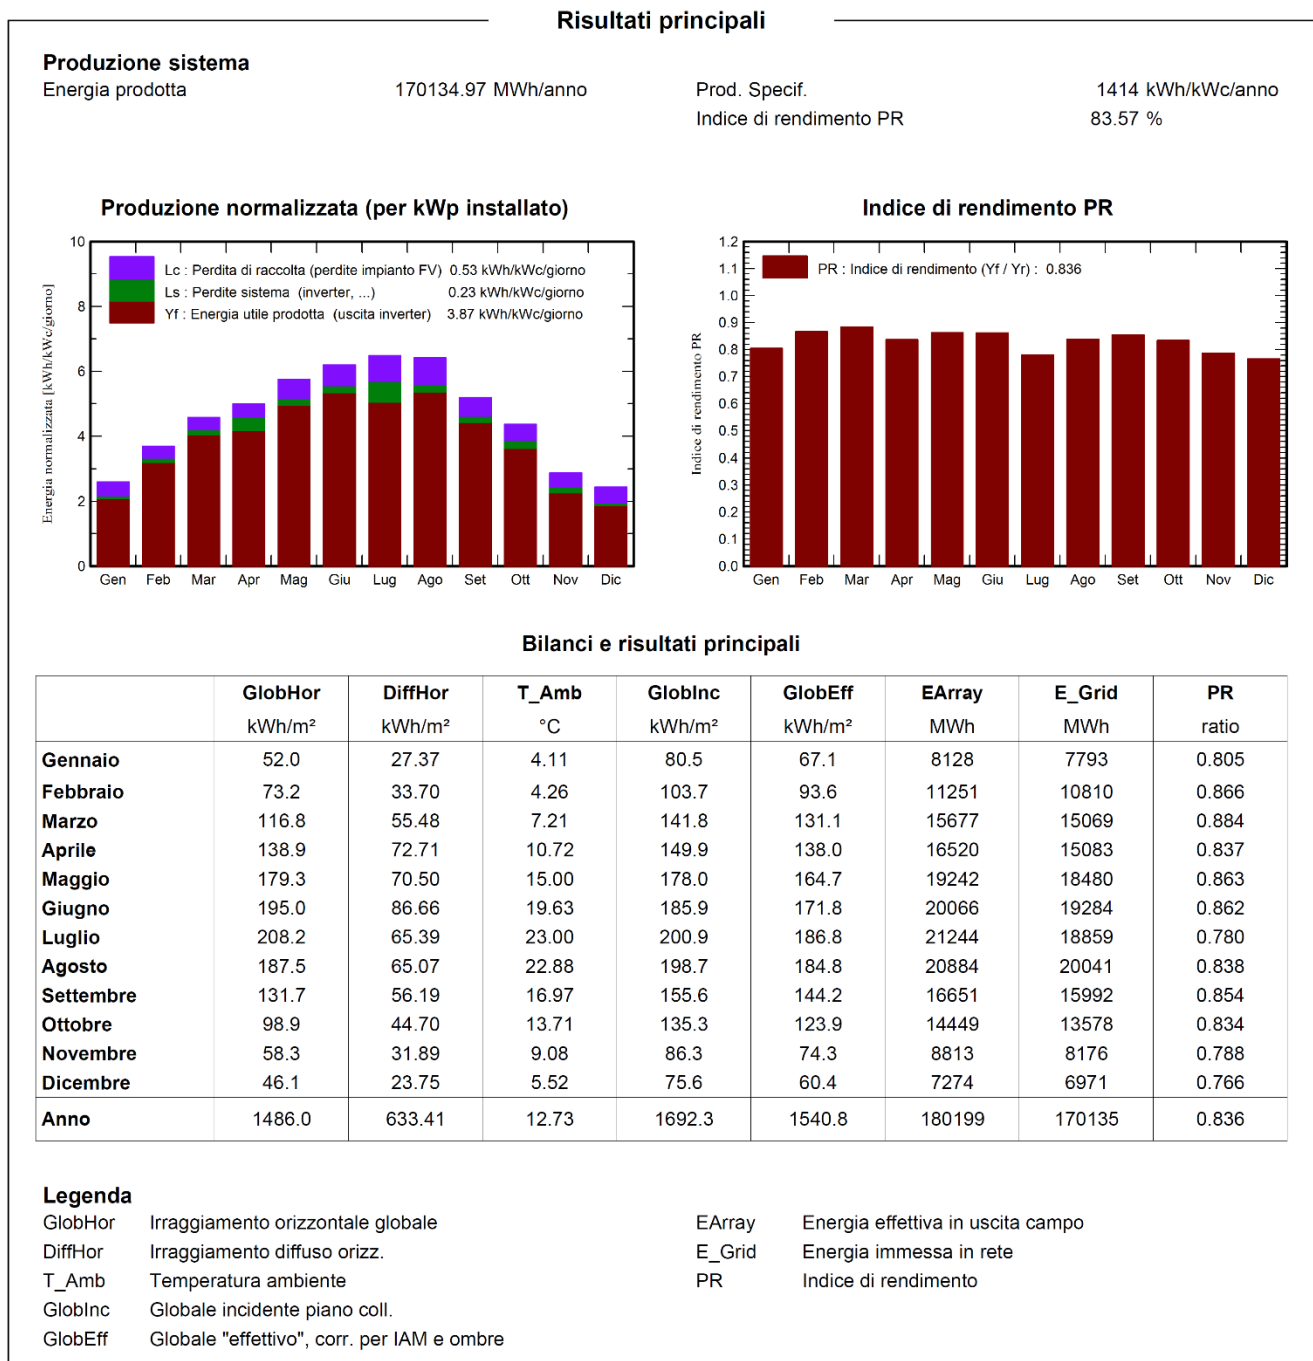 Risultati principali
Produzione sistema
Energia prodotta 170134.97 MWh/anno Prod. Specif. 1414 kWh/kWc/anno
Indice di rendimento PR 83.57 %
Produzione normalizzata (per kWp installato)
Energia normalizzata [kWh/kWc/giorno]
10
8
6
4
2
0
Lc : Perdita di raccolta (perdite impianto FV) 0.53 kWh/kWc/giorno
Ls : Perdite sistema (inverter, ...) 0.23 kWh/kWc/giorno
Yf : Energia utile prodotta (uscita inverter) 3.87 kWh/kWc/giorno
Gen Feb Mar Apr Mag Giu Lug Ago Set Ott Nov Dic
Indice di rendimento PR
Indice di rendimento PR
1.2
1.1
1.0
0.9
0.8
0.7
0.6
0.5
0.4
0.3
0.2
0.1
0.0
PR : Indice di rendimento (Yf / Yr) : 0.836
Gen Feb Mar Apr Mag Giu Lug Ago Set Ott Nov Dic
Bilanci e risultati principali
GlobHor DiffHor T_Amb GlobInc GlobEff EArray E_Grid PR
kWh/m² kWh/m² °C kWh/m² kWh/m² MWh MWh ratio
Gennaio 52.0 27.37 4.11 80.5 67.1 8128 7793 0.805
Febbraio 73.2 33.70 4.26 103.7 93.6 11251 10810 0.866
Marzo 116.8 55.48 7.21 141.8 131.1 15677 15069 0.884
Aprile 138.9 72.71 10.72 149.9 138.0 16520 15083 0.837
Maggio 179.3 70.50 15.00 178.0 164.7 19242 18480 0.863
Giugno 195.0 86.66 19.63 185.9 171.8 20066 19284 0.862
Luglio 208.2 65.39 23.00 200.9 186.8 21244 18859 0.780
Agosto 187.5 65.07 22.88 198.7 184.8 20884 20041 0.838
Settembre 131.7 56.19 16.97 155.6 144.2 16651 15992 0.854
Ottobre 98.9 44.70 13.71 135.3 123.9 14449 13578 0.834
Novembre 58.3 31.89 9.08 86.3 74.3 8813 8176 0.788
Dicembre 46.1 23.75 5.52 75.6 60.4 7274 6971 0.766
Anno 1486.0 633.41 12.73 1692.3 1540.8 180199 170135 0.836
Legenda
GlobHor Irraggiamento orizzontale globale
DiffHor Irraggiamento diffuso orizz.
T_Amb Temperatura ambiente
GlobInc Globale incidente piano coll.
GlobEff Globale "effettivo", corr. per IAM e ombre
EArray Energia effettiva in uscita campo
E_Grid Energia immessa in rete
PR Indice di rendimento